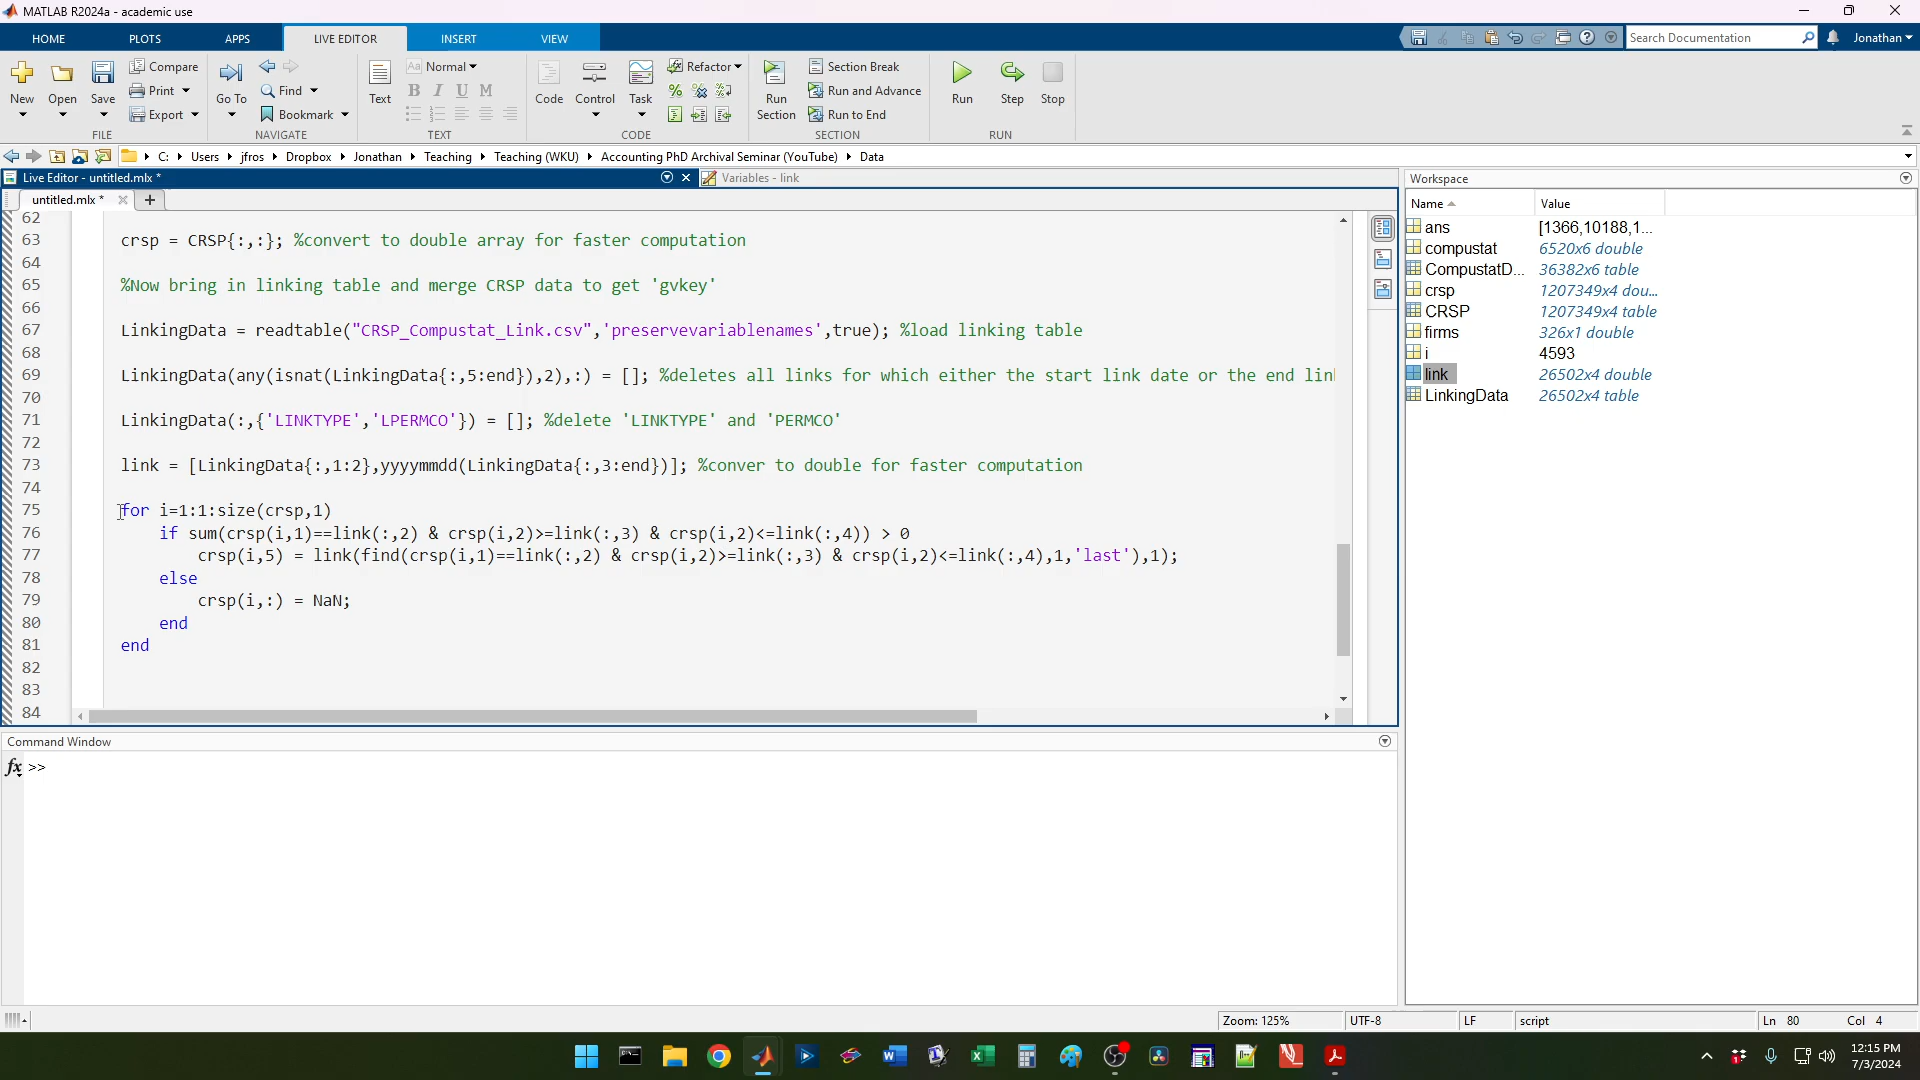 MATLAB R2024a - academic use
HOME PLOTS APPS LIVE EDITOR INSERT VIEW
Search Documentation Jonathan
New Open Save Compare Print Export
FILE
Go To Find Bookmark
NAVIGATE
Text Aa Normal B I U M
TEXT
Code Control Task Refactor
CODE
Run Section Section Break Run and Advance Run to End
SECTION
Run Step Stop
RUN
C: Users jfros Dropbox Jonathan Teaching Teaching (WKU) Accounting PhD Archival Seminar (YouTube) Data
Live Editor - untitled.mlx *
Variables - link
untitled.mlx *
62
63 crsp = CRSP{:,:}; %convert to double array for faster computation
64
65 %Now bring in linking table and merge CRSP data to get 'gvkey'
66
67 LinkingData = readtable("CRSP_Compustat_Link.csv",'preservevariablenames',true); %load linking table
68
69 LinkingData(any(isnat(LinkingData{:,5:end}),2),:) = []; %deletes all links for which either the start link date or the end lin
70
71 LinkingData(:,{'LINKTYPE','LPERMCO'}) = []; %delete 'LINKTYPE' and 'PERMCO'
72
73 link = [LinkingData{:,1:2},yyyymmdd(LinkingData{:,3:end})]; %conver to double for faster computation
74
75 for i=1:1:size(crsp,1)
76 if sum(crsp(i,1)==link(:,2) & crsp(i,2)>=link(:,3) & crsp(i,2)<=link(:,4)) > 0
77 crsp(i,5) = link(find(crsp(i,1)==link(:,2) & crsp(i,2)>=link(:,3) & crsp(i,2)<=link(:,4),1,'last'),1);
78 else
79 crsp(i,:) = NaN;
80 end
81 end
82
83
84
Workspace
Name Value
ans [1366,10188,1...
compustat 6520x6 double
CompustatD... 36382x6 table
crsp 1207349x4 dou...
CRSP 1207349x4 table
firms 326x1 double
i 4593
link 26502x4 double
LinkingData 26502x4 table
Command Window
fx >>
Zoom: 125% UTF-8 LF script Ln 80 Col 4
12:15 PM
7/3/2024